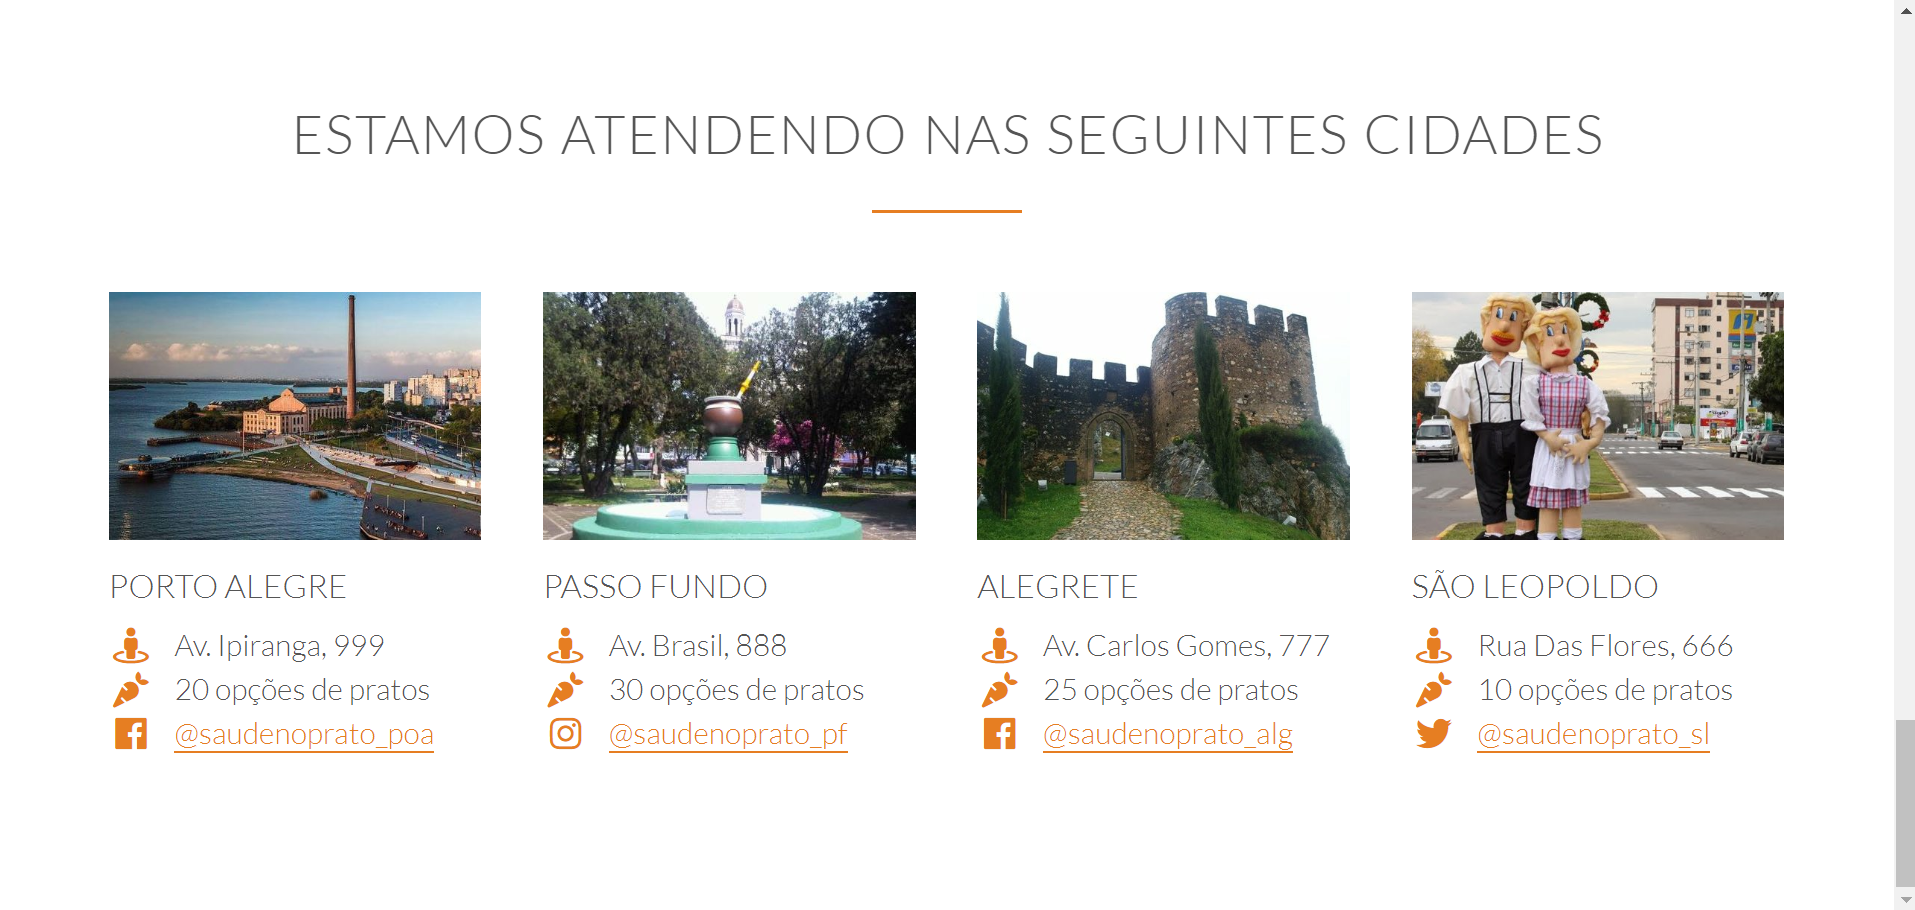 ESTAMOS ATENDENDO NAS SEGUINTES CIDADES
PORTO ALEGRE
Av. Ipiranga, 999
20 opções de pratos
@saudenoprato_poa
PASSO FUNDO
Av. Brasil, 888
30 opções de pratos
@saudenoprato_pf
ALEGRETE
Av. Carlos Gomes, 777
25 opções de pratos
@saudenoprato_alg
SÃO LEOPOLDO
Rua Das Flores, 666
10 opções de pratos
@saudenoprato_sl